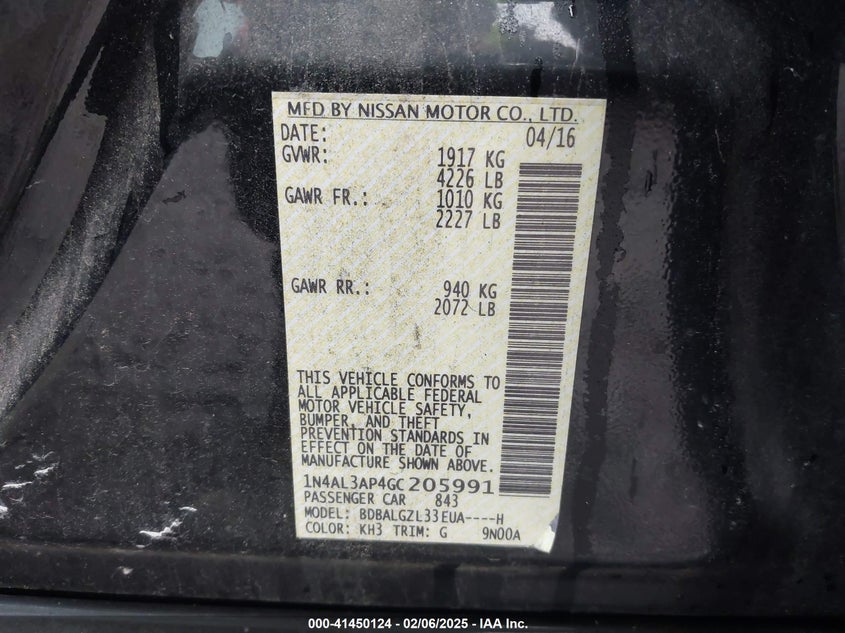 MFD BY NISSAN MOTOR CO., LTD.
DATE: 04/16
GVWR: 1917 KG
4226 LB
GAWR FR.: 1010 KG
2227 LB
GAWR RR.: 940 KG
2072 LB
THIS VEHICLE CONFORMS TO
ALL APPLICABLE FEDERAL
MOTOR VEHICLE SAFETY,
BUMPER, AND THEFT
PREVENTION STANDARDS IN
EFFECT ON THE DATE OF
MANUFACTURE SHOWN ABOVE.
1N4AL3AP4GC205991
PASSENGER CAR 843
MODEL: BDBALGZL33EUA----H
COLOR: KH3 TRIM: G 9N00A
000-41450124 — 02/06/2025 — IAA Inc.